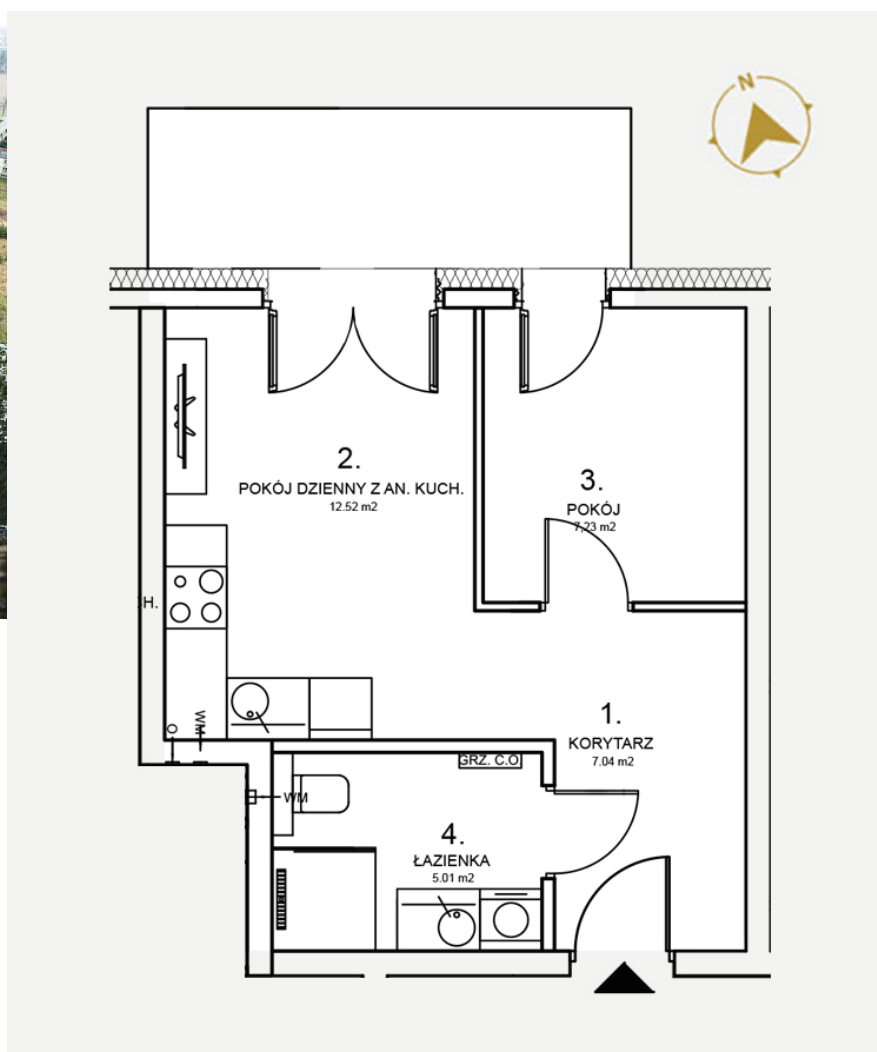 N
2.
POKÓJ DZIENNY Z AN. KUCH.
12.52 m2
3.
POKÓJ
7,23 m2
H.
1.
KORYTARZ
7.04 m2
O
WM
GRZ. C.O
WM
4.
ŁAZIENKA
5.01 m2